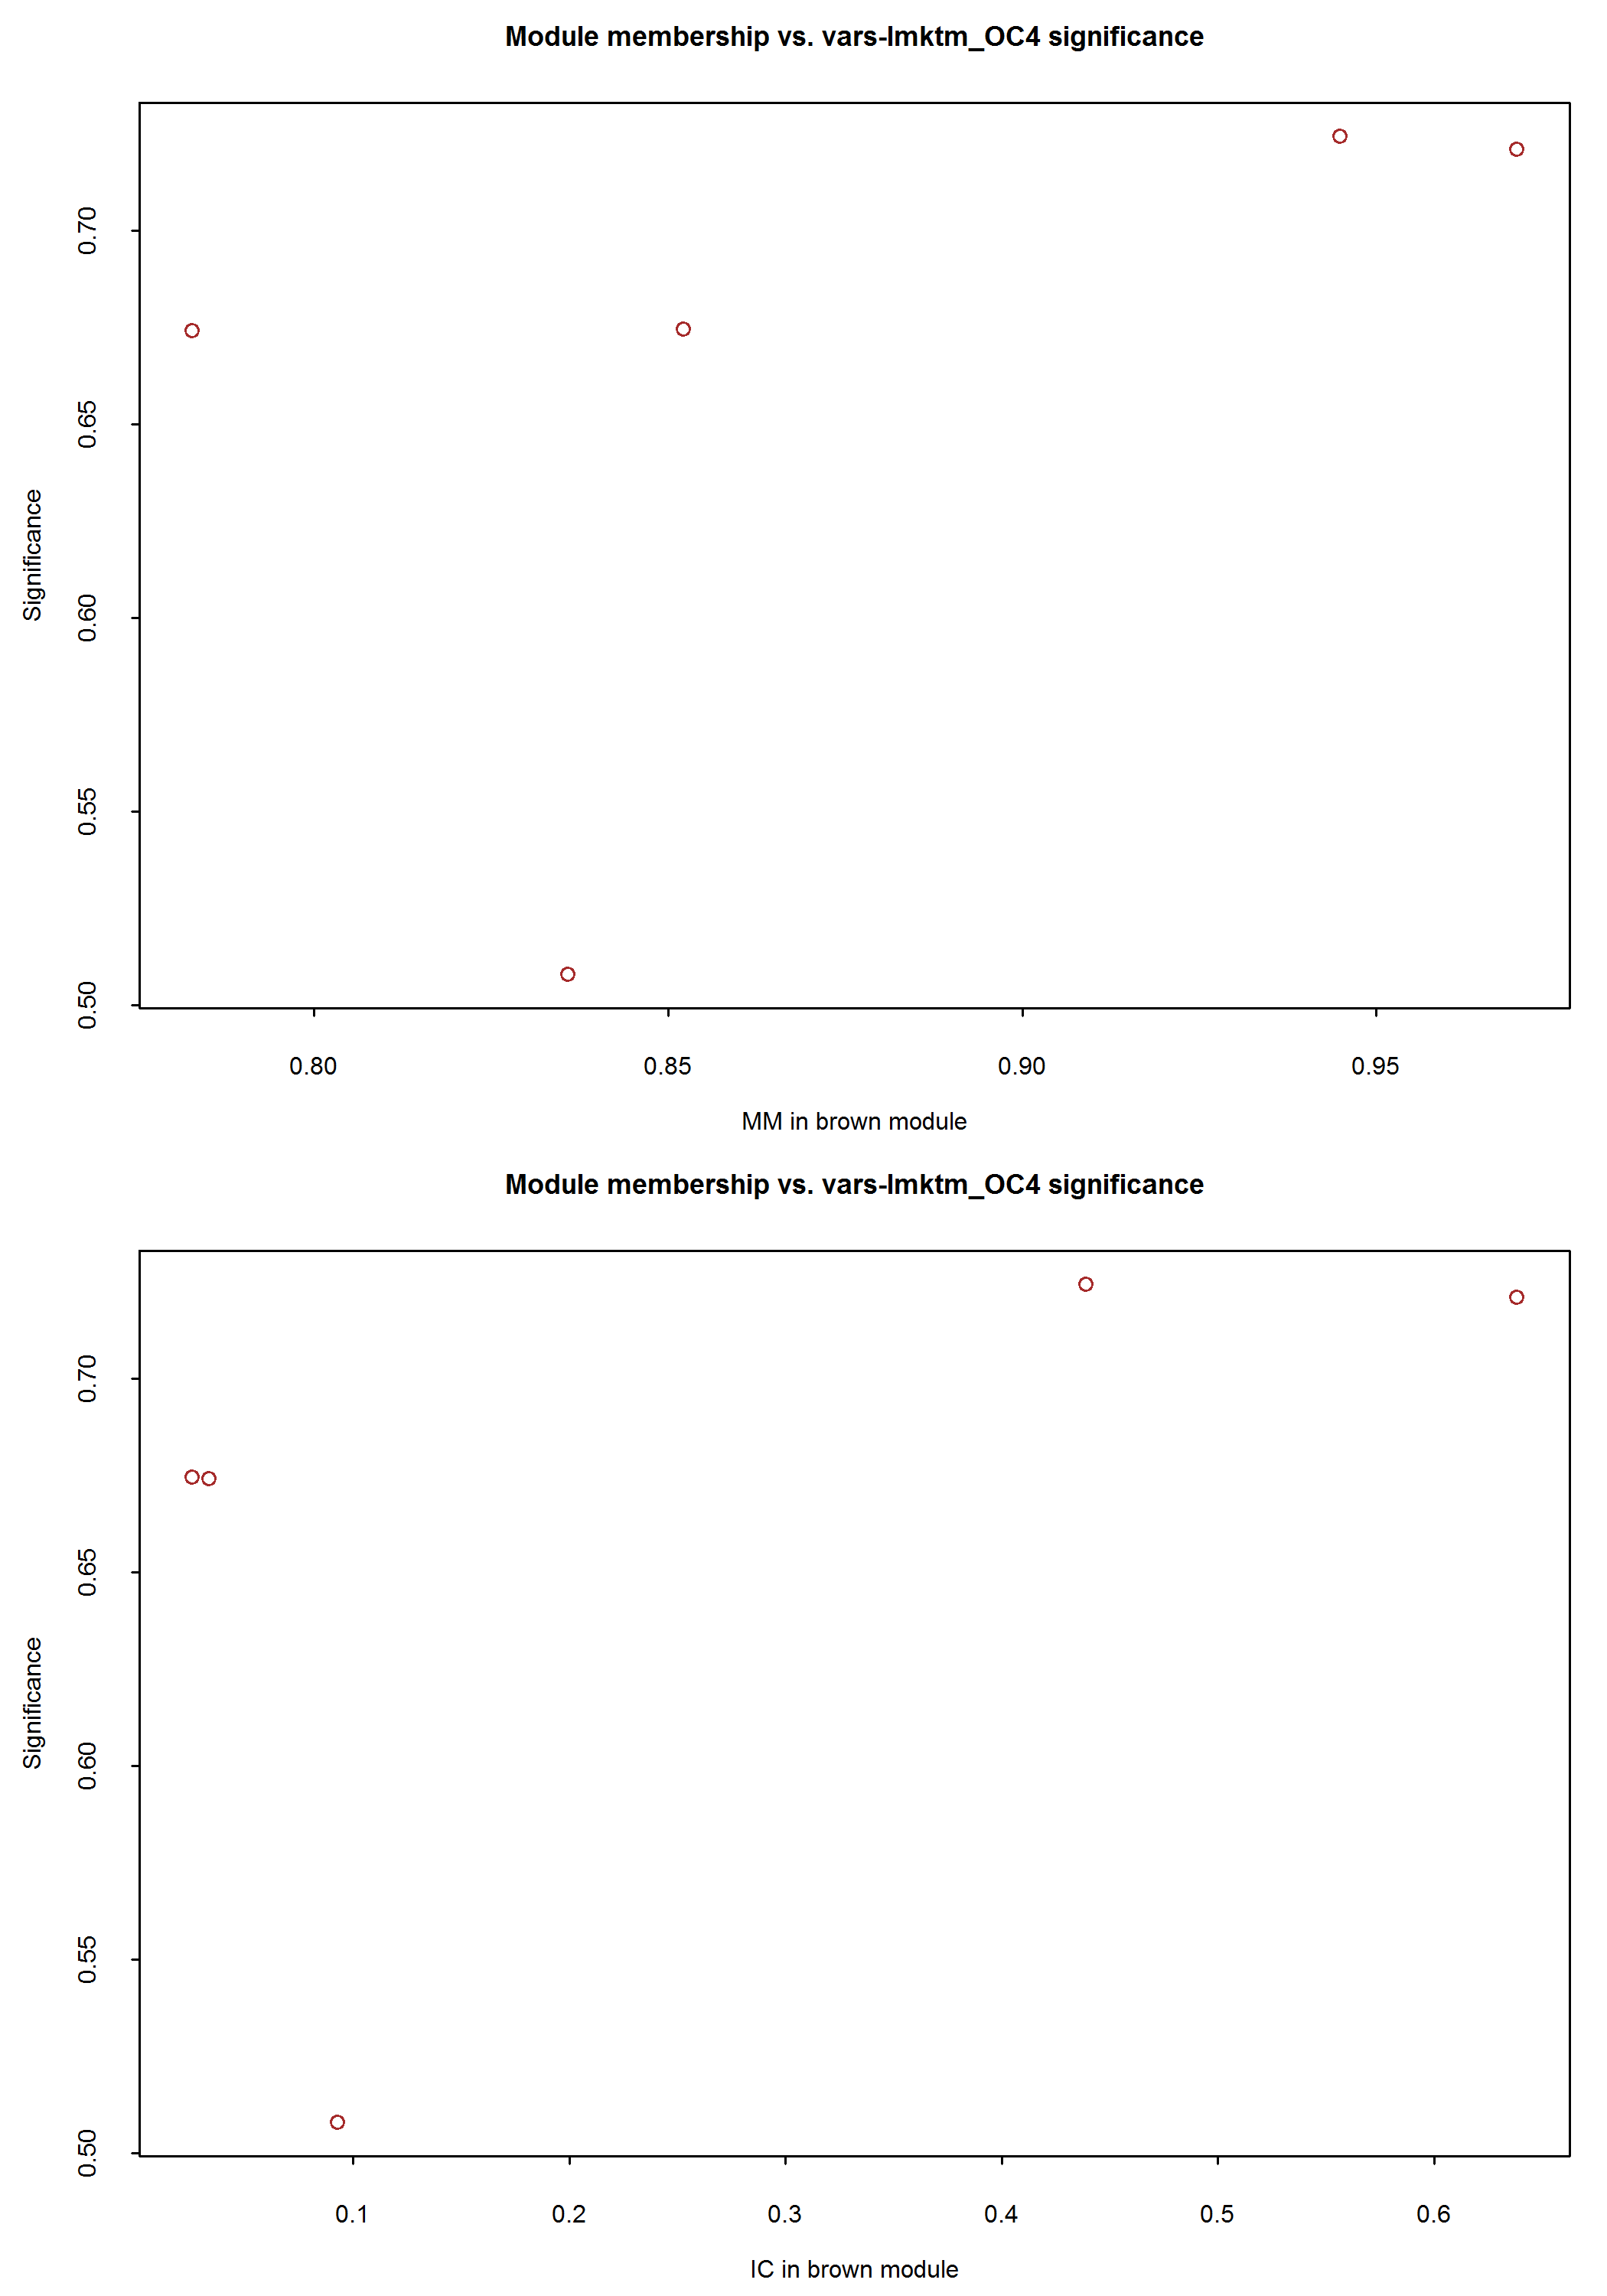 Module membership vs. vars-lmktm_OC4 significance
0.70
0.65
0.60
0.55
0.50
Significance
0.80 0.85 0.90 0.95
MM in brown module
Module membership vs. vars-lmktm_OC4 significance
0.70
0.65
0.60
0.55
0.50
Significance
0.1 0.2 0.3 0.4 0.5 0.6
IC in brown module